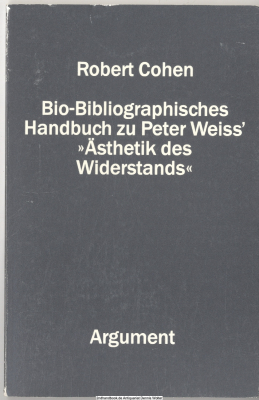 Robert Cohen
Bio-Bibliographisches
Handbuch zu Peter Weiss'
»Ästhetik des
Widerstands«
Argument